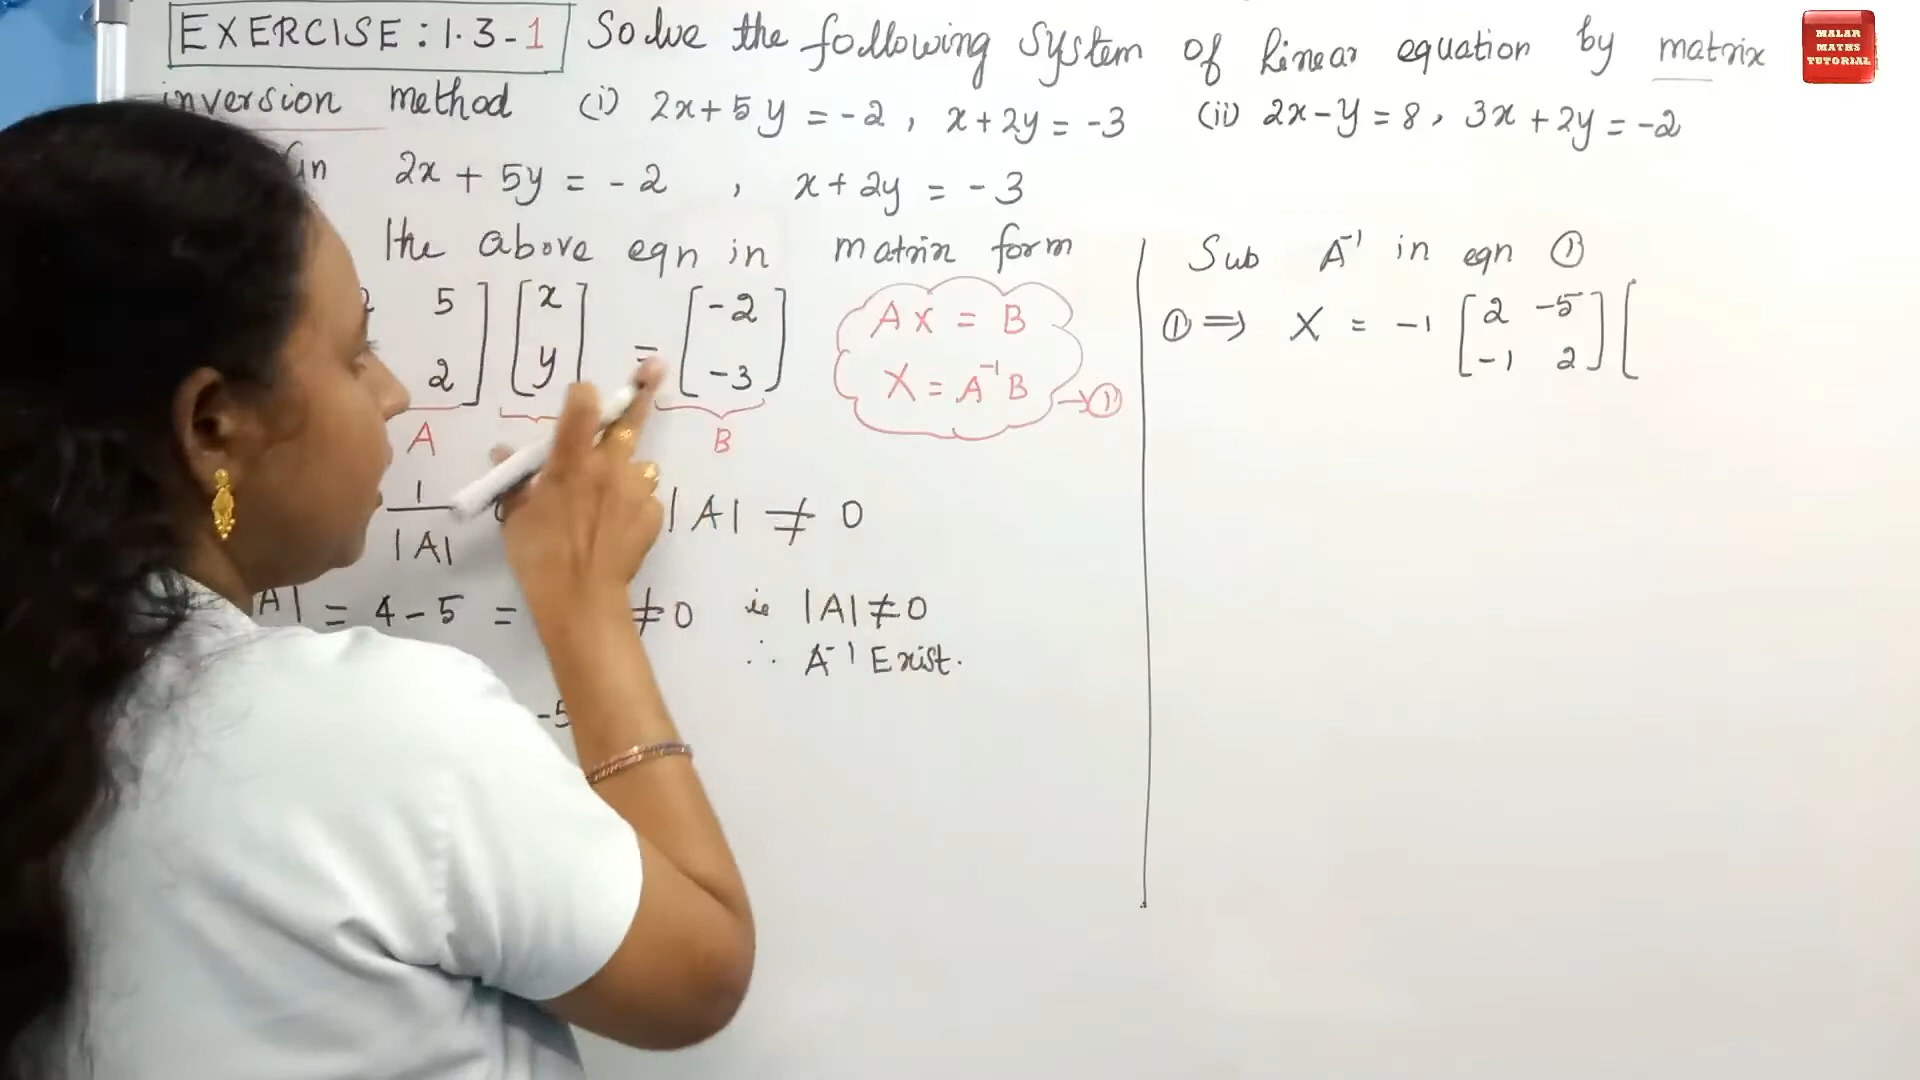 EXERCISE : 1.3-1 Solve the following System of Linear equation by matrix
inversion method (i) 2x+5y = -2 , x+2y = -3 (ii) 2x-y = 8, 3x+2y = -2
2x + 5y = -2 , x+2y = -3
the above eqn in matrix form
5 ] [ x ] = [ -2 ]
2 ] [ y ] [ -3 ]
A B
AX = B
X = A⁻¹B → ①
1
|A| |A| ≠ 0
|A| = 4-5 = ≠0 ie |A|≠0
∴ A⁻¹ Exist.
-5
Sub A⁻¹ in eqn ①
① ⇒ X = -1 [ 2 -5 ] [
[ -1 2 ]
MALAR
MATHS
TUTORIAL